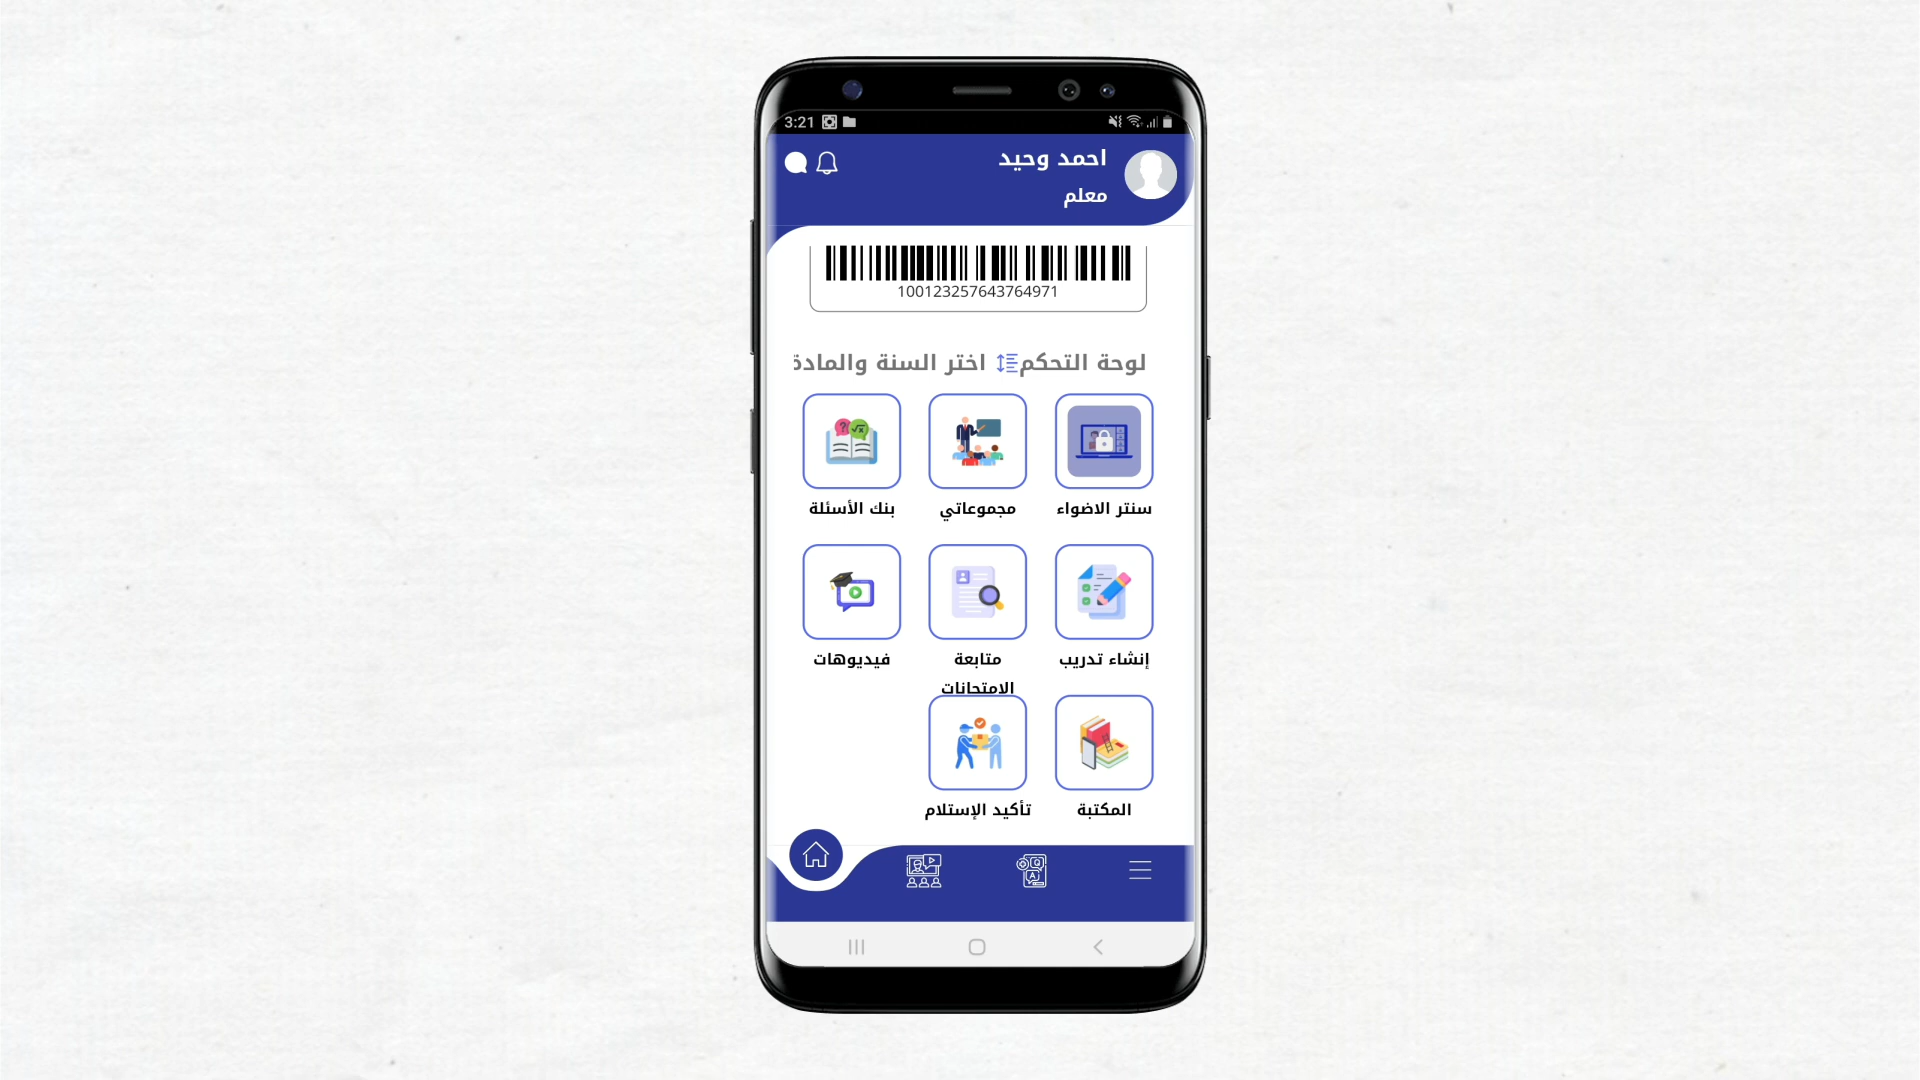 3:21
احمد وحيد
معلم
100123257643764971
لوحة التحكم
اختر السنة والمادة
سنتر الاضواء
مجموعاتي
بنك الأسئلة
إنشاء تدريب
متابعة
الامتحانات
فيديوهات
المكتبة
تأكيد الإستلام